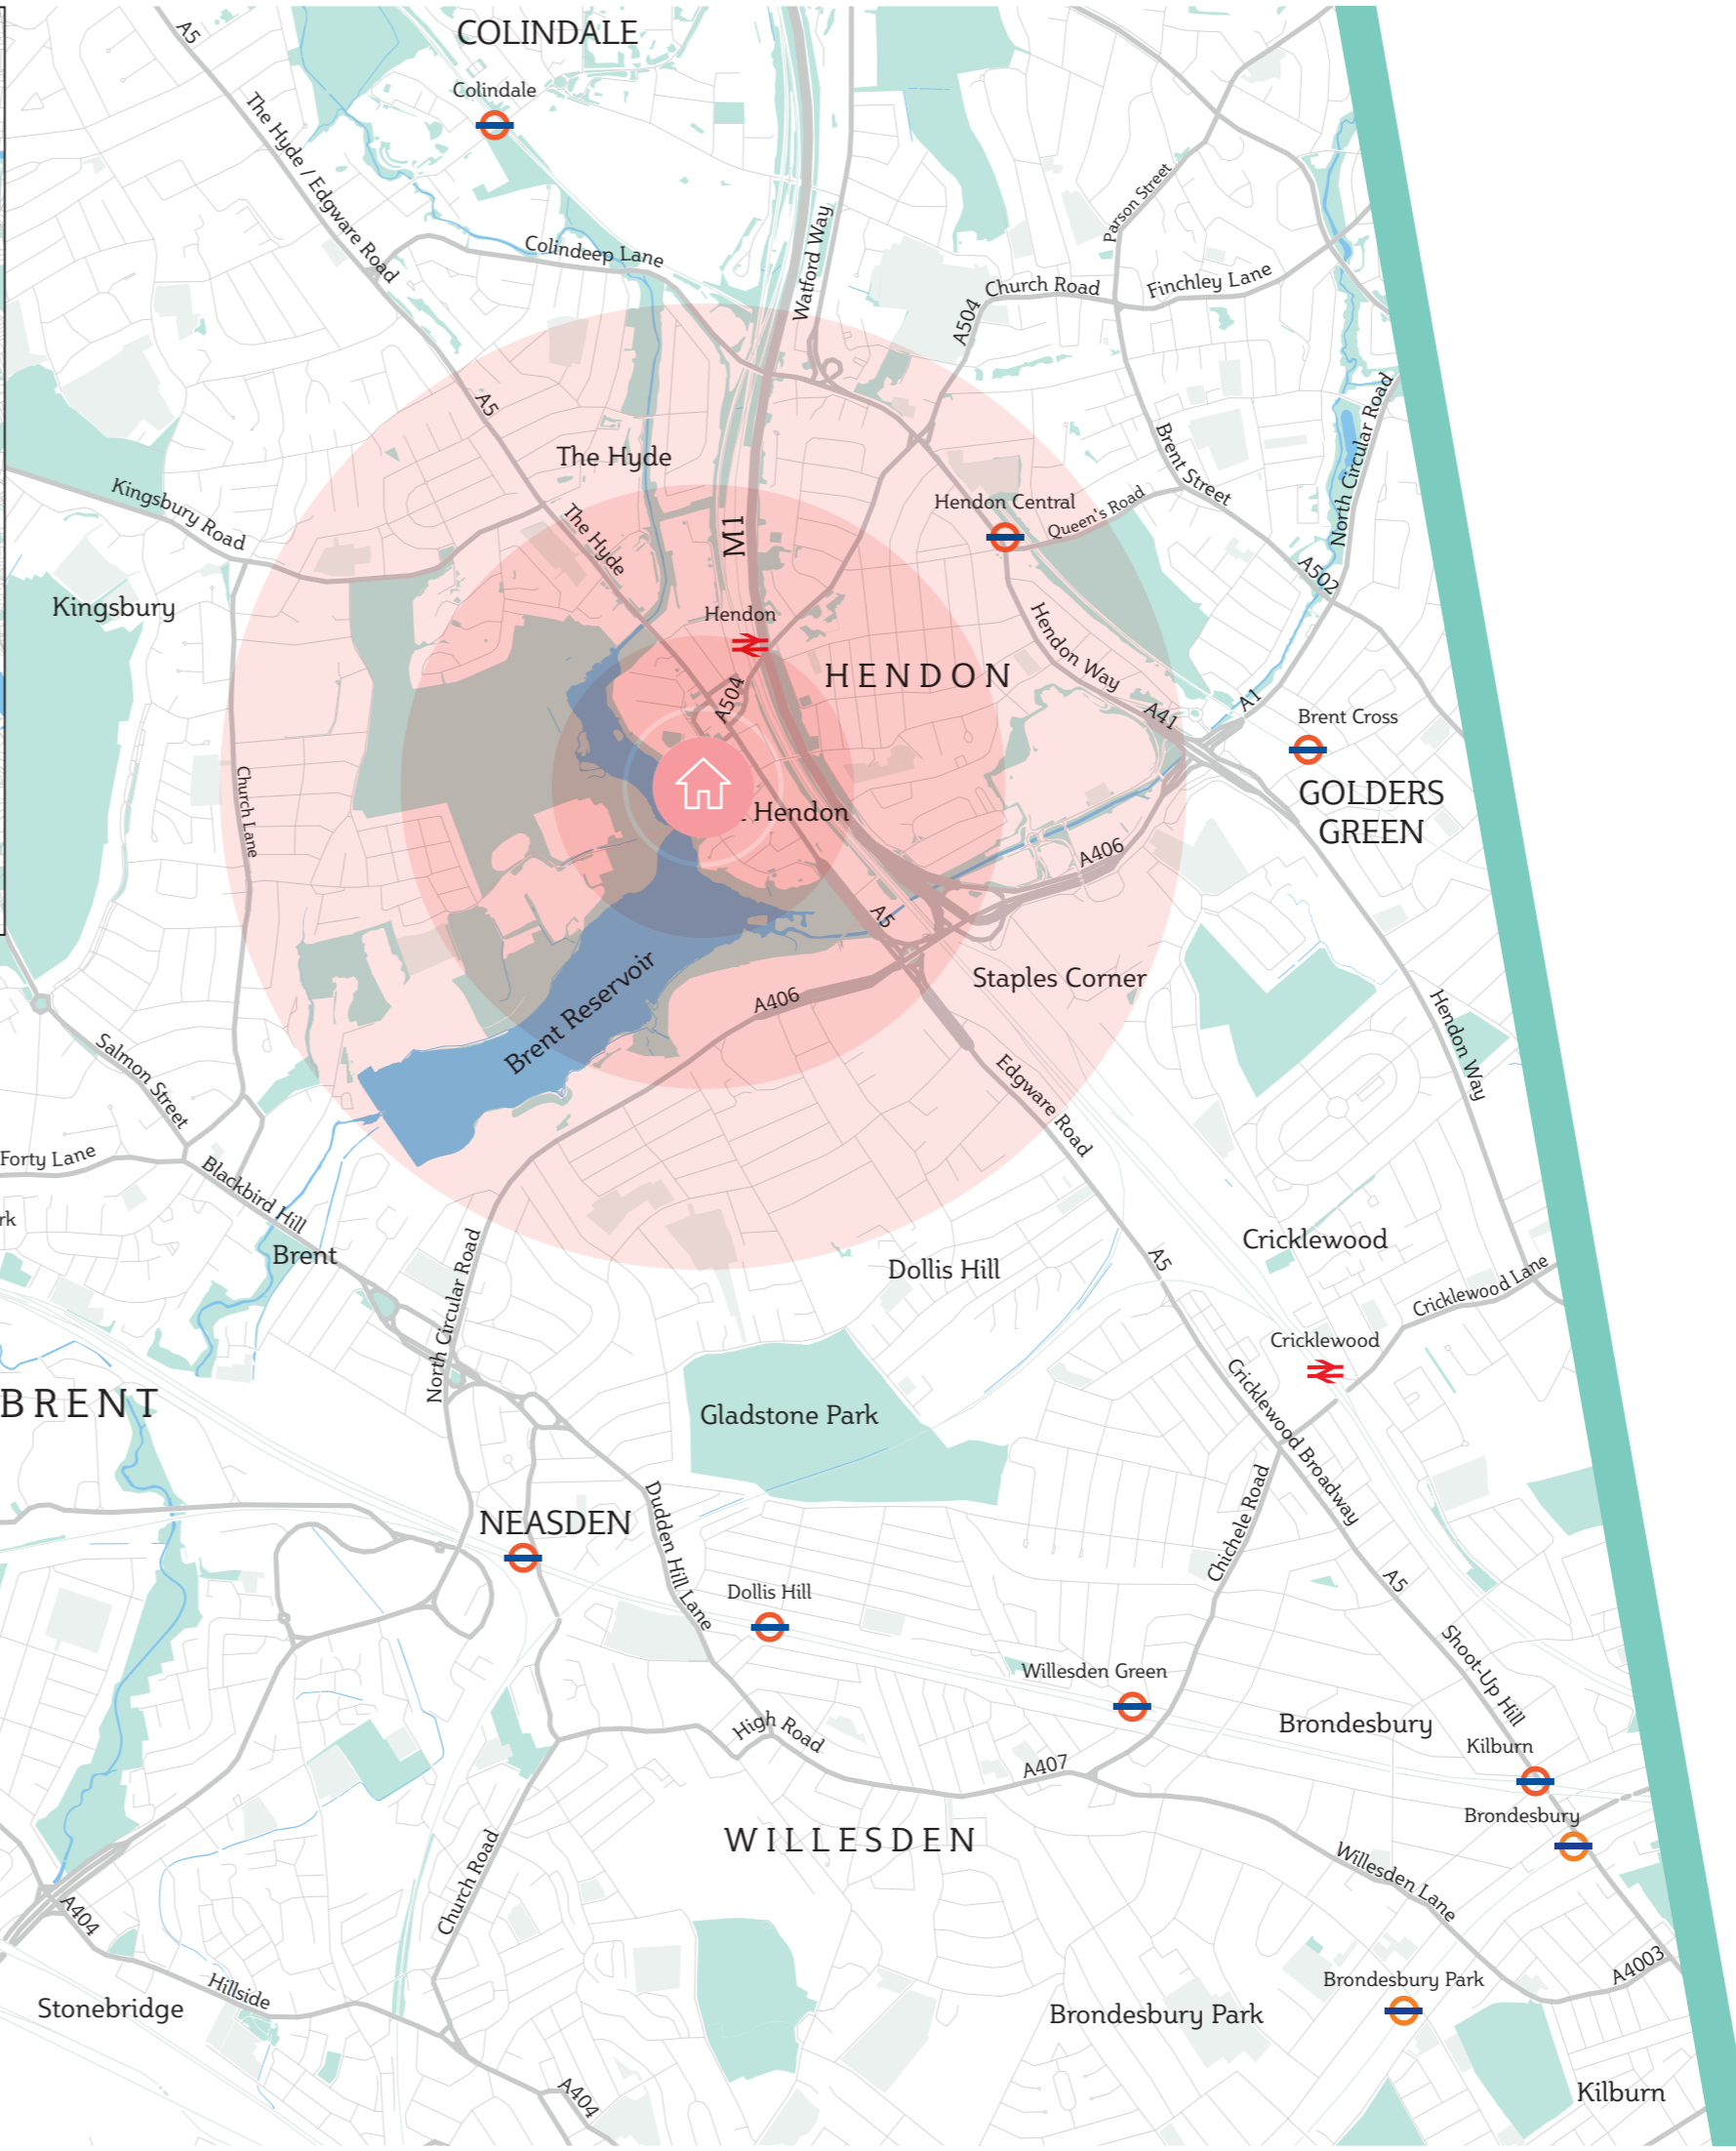 A5
COLINDALE
Colindale
The Hyde / Edgware Road
Colindeep Lane
Watford Way
Parson Street
Church Road
Finchley Lane
A504
A5
North Circular Road
Brent Street
The Hyde
Kingsbury Road
Hendon Central
Queen's Road
The Hyde
M1
A502
Kingsbury
Hendon
Hendon Way
HENDON
A504
A41
A1
Brent Cross
Church Lane
GOLDERS
GREEN
Hendon
A406
A5
Staples Corner
Brent Reservoir
A406
Hendon Way
Salmon Street
Edgware Road
Forty Lane
Blackbird Hill
rk
Brent
North Circular Road
Dollis Hill
A5
Cricklewood
Cricklewood Lane
Cricklewood
BRENT
Gladstone Park
Cricklewood Broadway
Chichele Road
NEASDEN
Dudden Hill Lane
Dollis Hill
A5
Shoot-Up Hill
Willesden Green
High Road
Brondesbury
Kilburn
A407
Brondesbury
WILLESDEN
Church Road
Willesden Lane
A404
A4003
Hillside
Brondesbury Park
Stonebridge
Brondesbury Park
A404
Kilburn